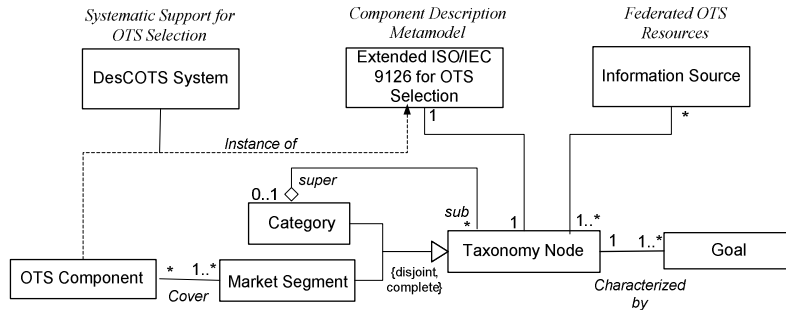 Systematic Support for
OTS Selection
Component Description
Metamodel
Federated OTS
Resources
DesCOTS System
Extended ISO/IEC
9126 for OTS
Selection
Information Source
1
*
Instance of
super
0..1
sub
*
1
1..*
Category
Taxonomy Node
1
1..*
Goal
{disjoint,
complete}
Characterized
by
OTS Component
*
1..*
Cover
Market Segment